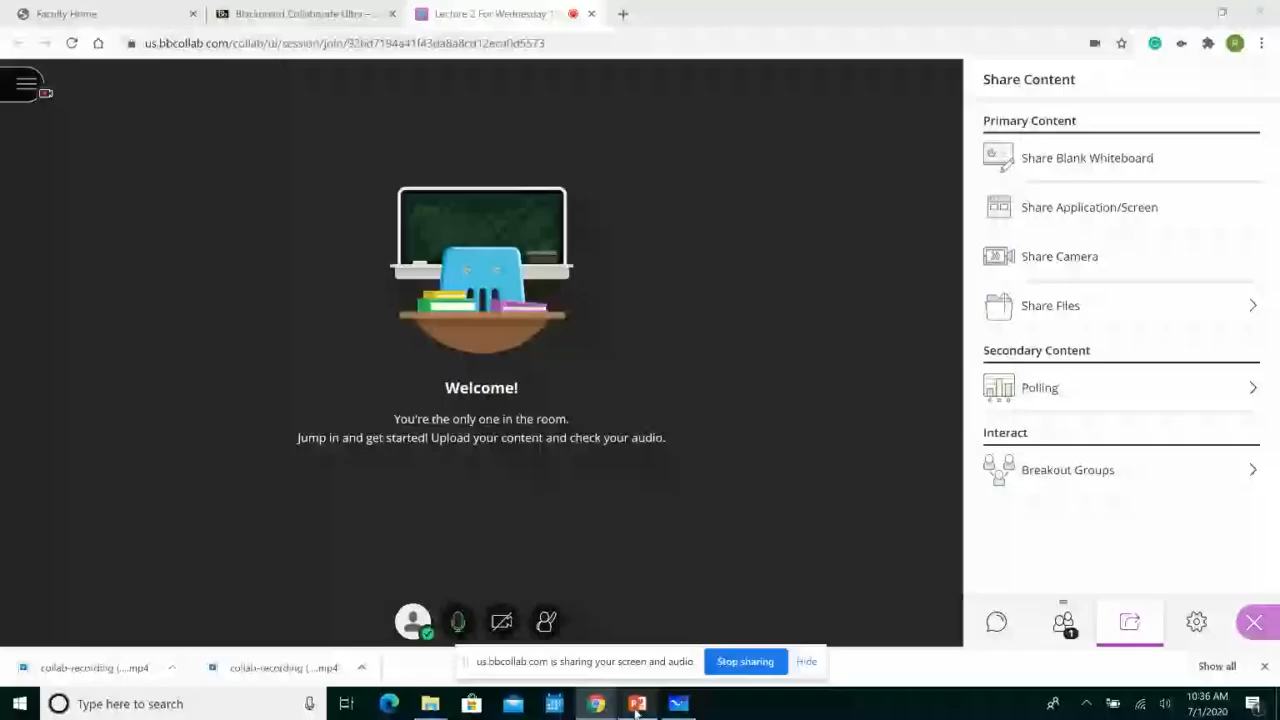 Faculty Home
Blackboard Collaborate Ultra –
Lecture 2 For Wednesday
us.bbcollab.com/collab/ui/session/join/
R
Share Content
Primary Content
Share Blank Whiteboard
Share Application/Screen
Share Camera
Share Files
Secondary Content
Polling
Interact
Breakout Groups
Welcome!
You're the only one in the room.
Jump in and get started! Upload your content and check your audio.
1
us.bbcollab.com is sharing your screen and audio.
Stop sharing
Hide
collab-recording (....mp4
collab-recording (....mp4
Show all
Type here to search
10:36 AM
7/1/2020